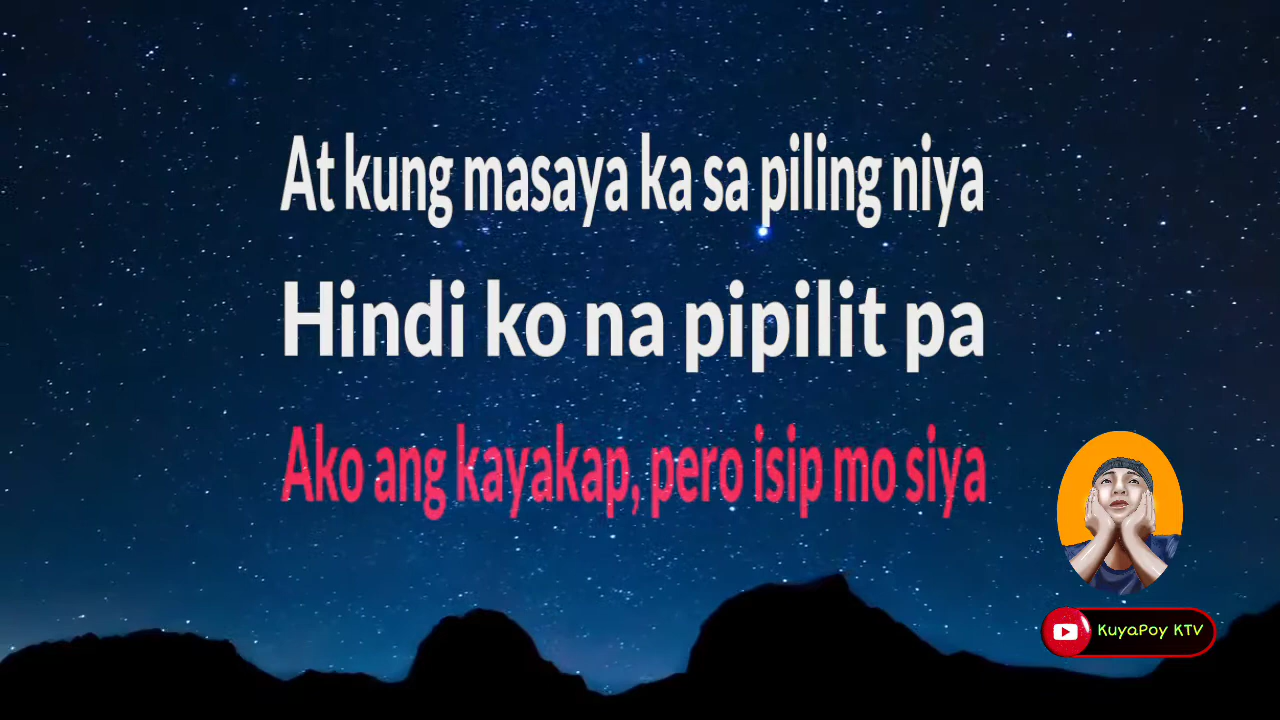 At kung masaya ka sa piling niya
Hindi ko na pipilit pa
Ako ang kayakap, pero isip mo siya
KuyaPoy KTV